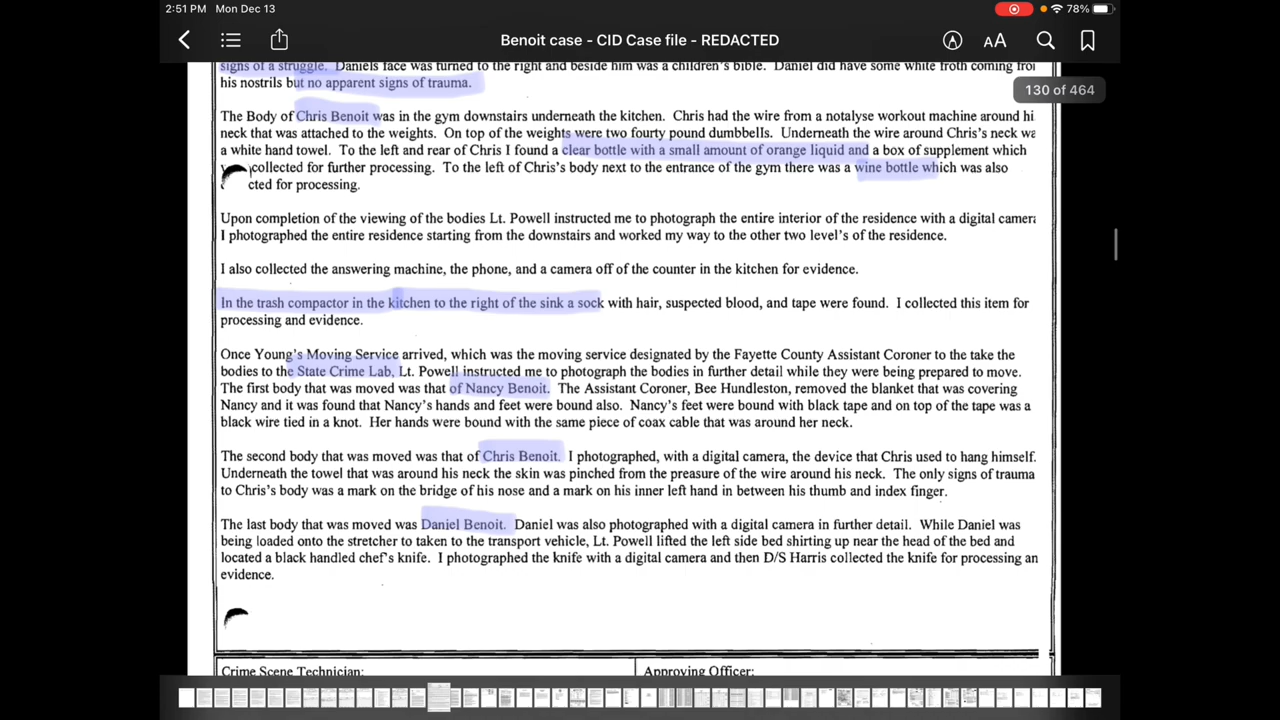 2:51 PM Mon Dec 13
78%
Benoit case - CID Case file - REDACTED
AA
130 of 464
signs of a struggle. Daniels face was turned to the right and beside him was a children's bible. Daniel did have some white froth coming
his nostrils but no apparent signs of trauma.
The Body of Chris Benoit was in the gym downstairs underneath the kitchen. Chris had the wire from a notalyse workout machine around hi
neck that was attached to the weights. On top of the weights were two fourty pound dumbbells. Underneath the wire around Chris's neck wa
a white hand towel. To the left and rear of Chris I found a clear bottle with a small amount of orange liquid and a box of supplement which
collected for further processing. To the left of Chris's body next to the entrance of the gym there was a wine bottle which was also
cted for processing.
Upon completion of the viewing of the bodies Lt. Powell instructed me to photograph the entire interior of the residence with a digital camera
I photographed the entire residence starting from the downstairs and worked my way to the other two level's of the residence.
I also collected the answering machine, the phone, and a camera off of the counter in the kitchen for evidence.
In the trash compactor in the kitchen to the right of the sink a sock with hair, suspected blood, and tape were found. I collected this item for
processing and evidence.
Once Young's Moving Service arrived, which was the moving service designated by the Fayette County Assistant Coroner to the take the
bodies to the State Crime Lab, Lt. Powell instructed me to photograph the bodies in further detail while they were being prepared to move.
The first body that was moved was that of Nancy Benoit. The Assistant Coroner, Bee Hundleston, removed the blanket that was covering
Nancy and it was found that Nancy's hands and feet were bound also. Nancy's feet were bound with black tape and on top of the tape was a
black wire tied in a knot. Her hands were bound with the same piece of coax cable that was around her neck.
The second body that was moved was that of Chris Benoit. I photographed, with a digital camera, the device that Chris used to hang himself.
Underneath the towel that was around his neck the skin was pinched from the preasure of the wire around his neck. The only signs of trauma
to Chris's body was a mark on the bridge of his nose and a mark on his inner left hand in between his thumb and index finger.
The last body that was moved was Daniel Benoit. Daniel was also photographed with a digital camera in further detail. While Daniel was
being loaded onto the stretcher to taken to the transport vehicle, Lt. Powell lifted the left side bed shirting up near the head of the bed and
located a black handled chef's knife. I photographed the knife with a digital camera and then D/S Harris collected the knife for processing an
evidence.
Crime Scene Technician:
Approving Officer: